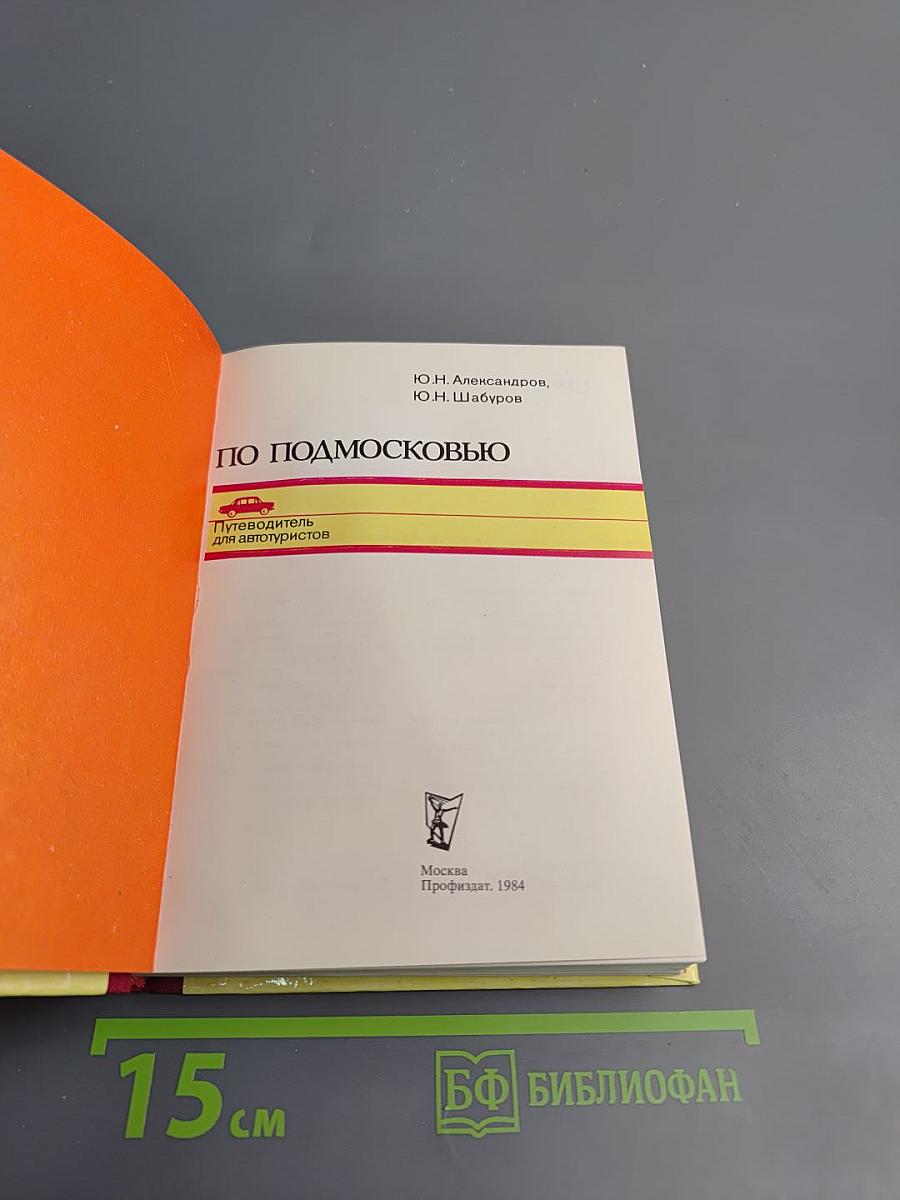 Ю.Н. Александров,
Ю.Н. Шабуров
ПО ПОДМОСКОВЬЮ
Путеводитель
для автотуристов
Москва
Профиздат. 1984
15 см
БФ БИБЛИОФАН